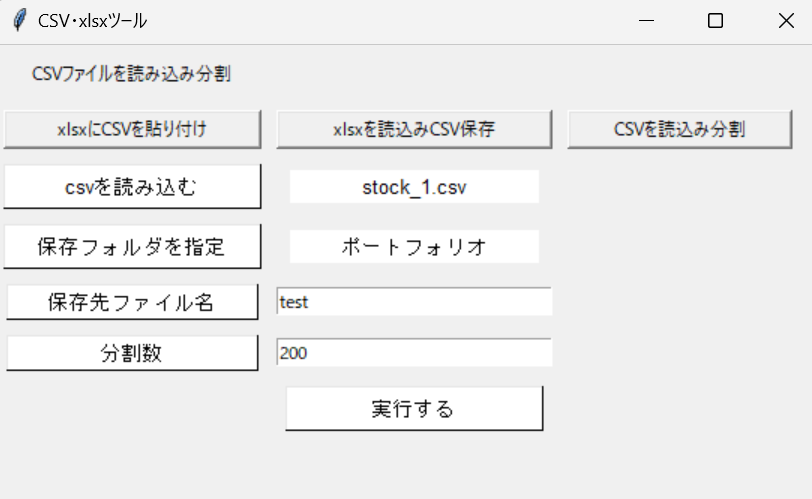 CSV・xlsxツール
CSVファイルを読み込み分割
xlsxにCSVを貼り付け xlsxを読込みCSV保存 CSVを読込み分割
csvを読み込む stock_1.csv
保存フォルダを指定 ポートフォリオ
保存先ファイル名 test
分割数 200
実行する